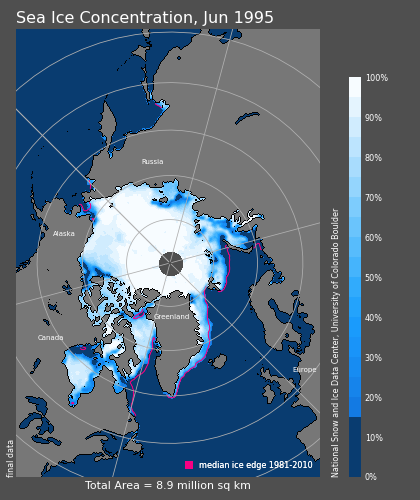 Sea Ice Concentration, Jun 1995
Russia
Alaska
Greenland
Canada
Europe
median ice edge 1981-2010
Total Area = 8.9 million sq km
final data
100%
90%
80%
70%
60%
50%
40%
30%
20%
10%
0%
National Snow and Ice Data Center, University of Colorado Boulder